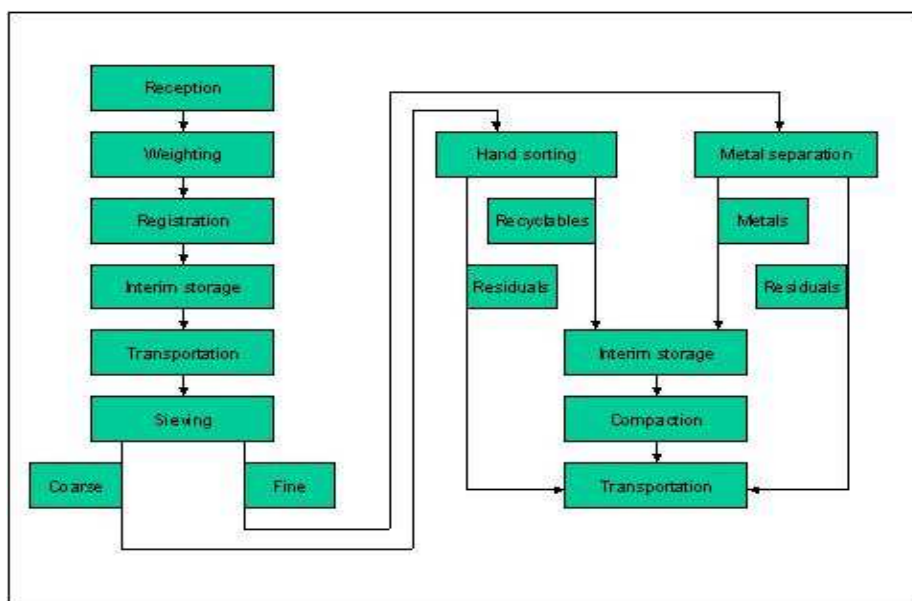 Reception
Weighting
Registration
Interim storage
Transportation
Sieving
Coarse
Fine
Hand sorting
Metal separation
Recyclables
Metals
Residuals
Residuals
Interim storage
Compaction
Transportation